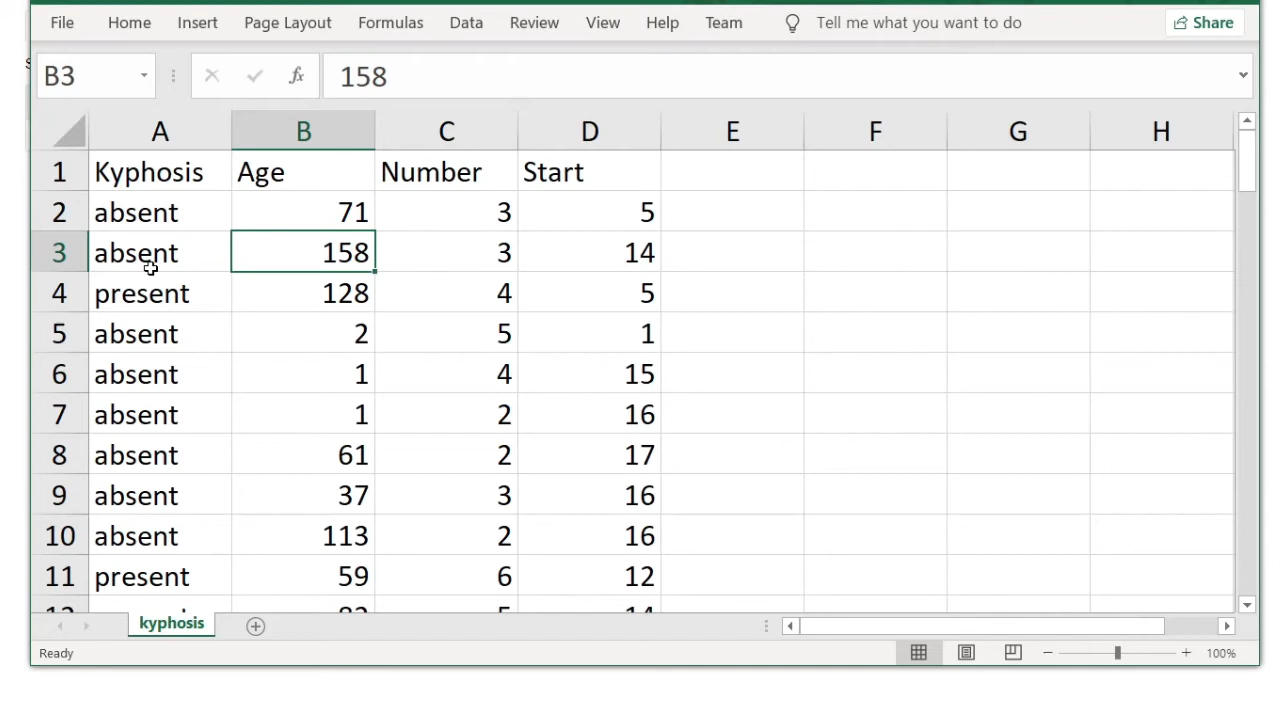 File Home Insert Page Layout Formulas Data Review View Help Team Tell me what you want to do Share
B3 fx 158
A B C D E F G H
1 Kyphosis Age Number Start
2 absent 71 3 5
3 absent 158 3 14
4 present 128 4 5
5 absent 2 5 1
6 absent 1 4 15
7 absent 1 2 16
8 absent 61 2 17
9 absent 37 3 16
10 absent 113 2 16
11 present 59 6 12
kyphosis
Ready 100%